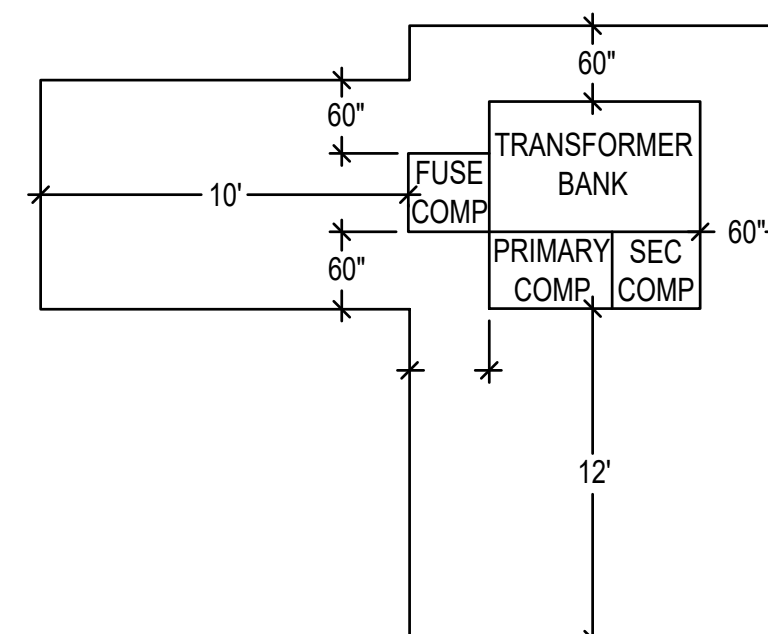 60"
60"
TRANSFORMER
BANK
FUSE
COMP
10'
60"
60"
PRIMARY
COMP
SEC
COMP
12'